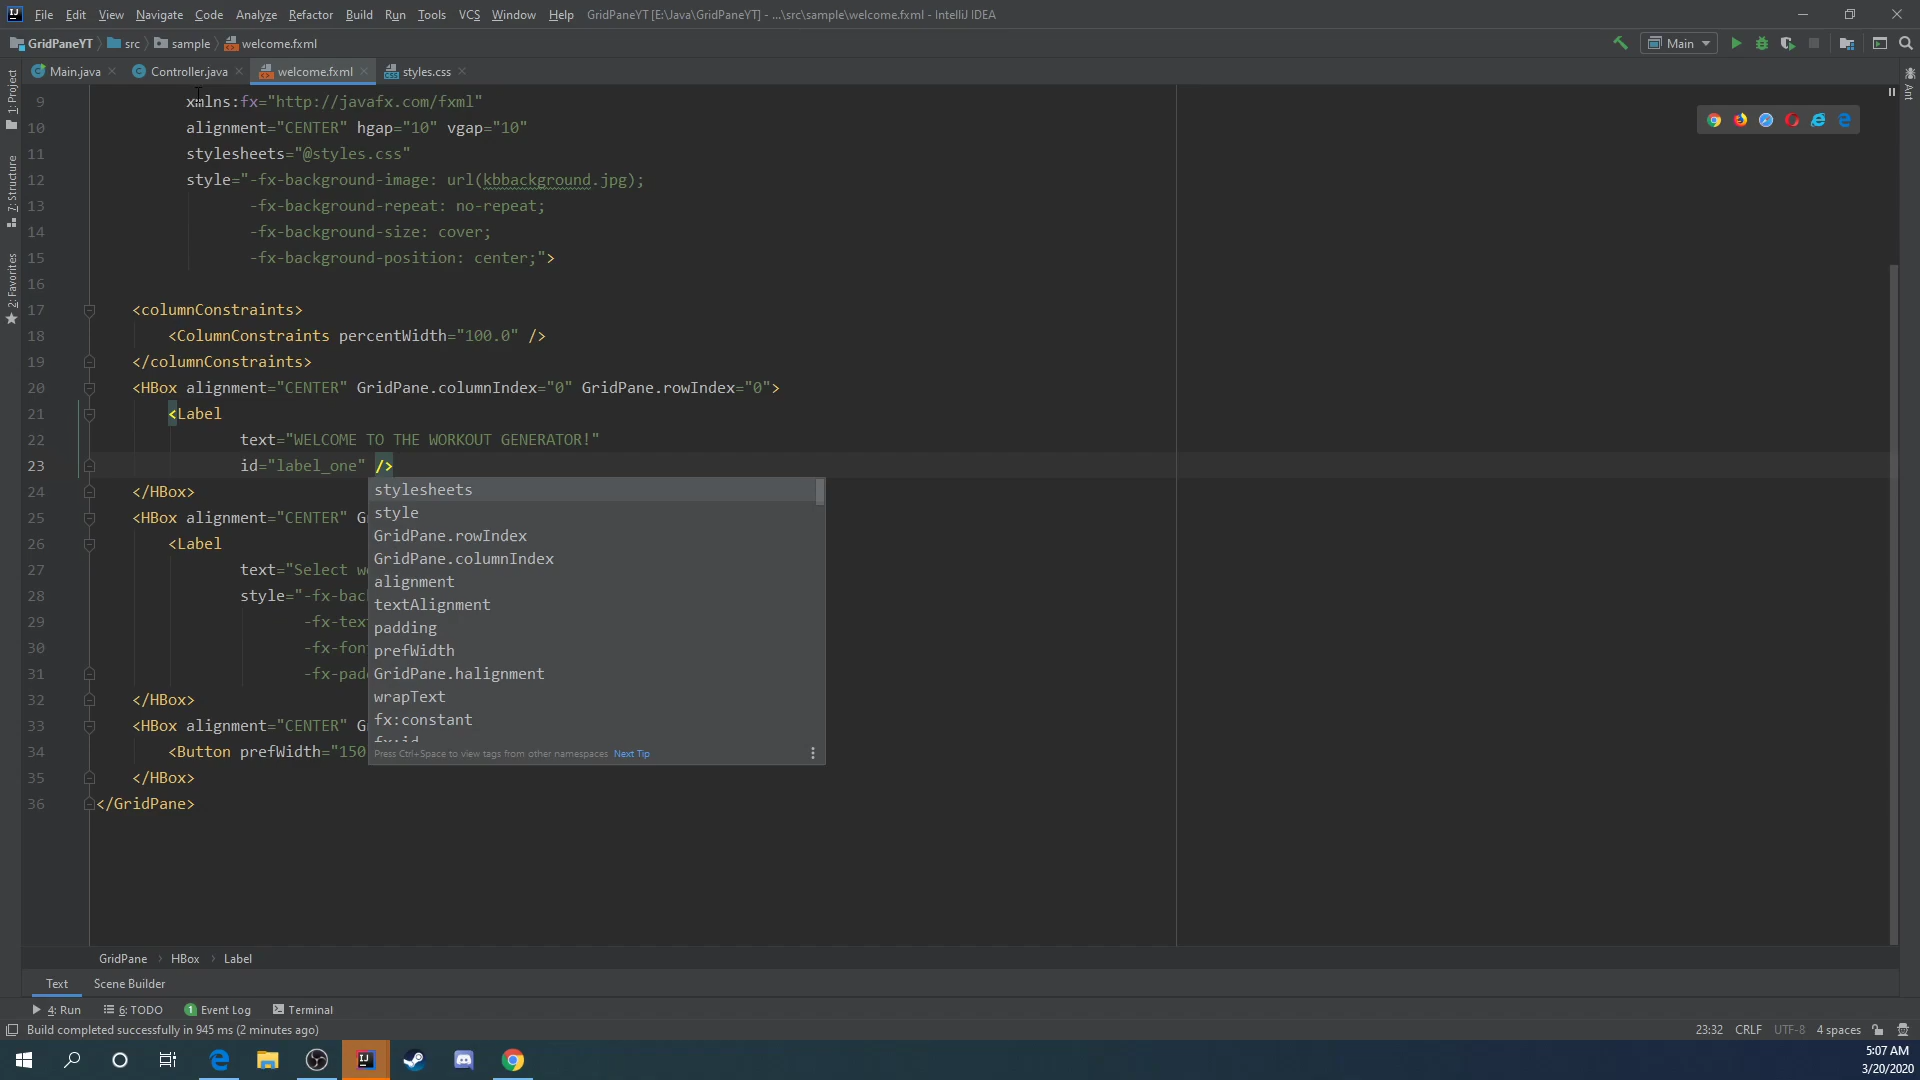 File Edit View Navigate Code Analyze Refactor Build Run Tools VCS Window Help GridPaneYT [E:\Java\GridPaneYT] - ...\src\sample\welcome.fxml - IntelliJ IDEA
GridPaneYT src sample welcome.fxml Main
Main.java Controller.java welcome.fxml styles.css
1: Project
7: Structure
2: Favorites
Ant
9 xmlns:fx="http://javafx.com/fxml"
10 alignment="CENTER" hgap="10" vgap="10"
11 stylesheets="@styles.css"
12 style="-fx-background-image: url(kbbackground.jpg);
13 -fx-background-repeat: no-repeat;
14 -fx-background-size: cover;
15 -fx-background-position: center;">
16
17 <columnConstraints>
18 <ColumnConstraints percentWidth="100.0" />
19 </columnConstraints>
20 <HBox alignment="CENTER" GridPane.columnIndex="0" GridPane.rowIndex="0">
21 <Label
22 text="WELCOME TO THE WORKOUT GENERATOR!"
23 id="label_one" />
24 </HBox>
25 <HBox alignment="CENTER" G
26 <Label
27 text="Select w
28 style="-fx-bac
29 -fx-tex
30 -fx-fon
31 -fx-pad
32 </HBox>
33 <HBox alignment="CENTER" G
34 <Button prefWidth="150
35 </HBox>
36 </GridPane>
stylesheets
style
GridPane.rowIndex
GridPane.columnIndex
alignment
textAlignment
padding
prefWidth
GridPane.halignment
wrapText
fx:constant
fx:id
Press Ctrl+Space to view tags from other namespaces Next Tip
GridPane HBox Label
Text Scene Builder
4: Run 6: TODO 1 Event Log Terminal
Build completed successfully in 945 ms (2 minutes ago) 23:32 CRLF UTF-8 4 spaces
5:07 AM
3/20/2020